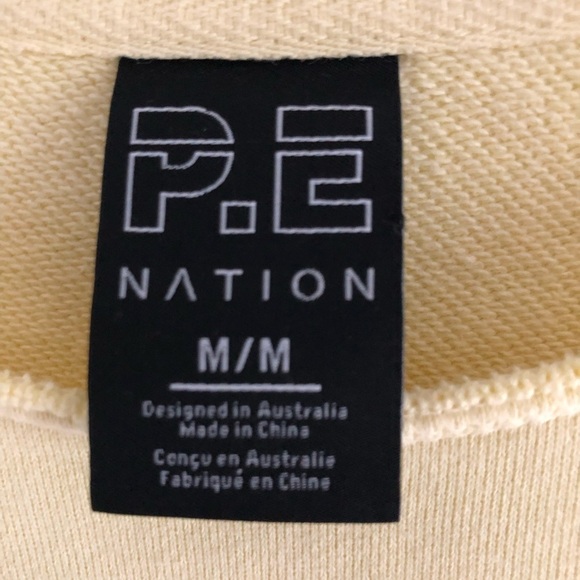 P.E
NATION
M/M
Designed in Australia
Made in China
Conçu en Australie
Fabriqué en Chine